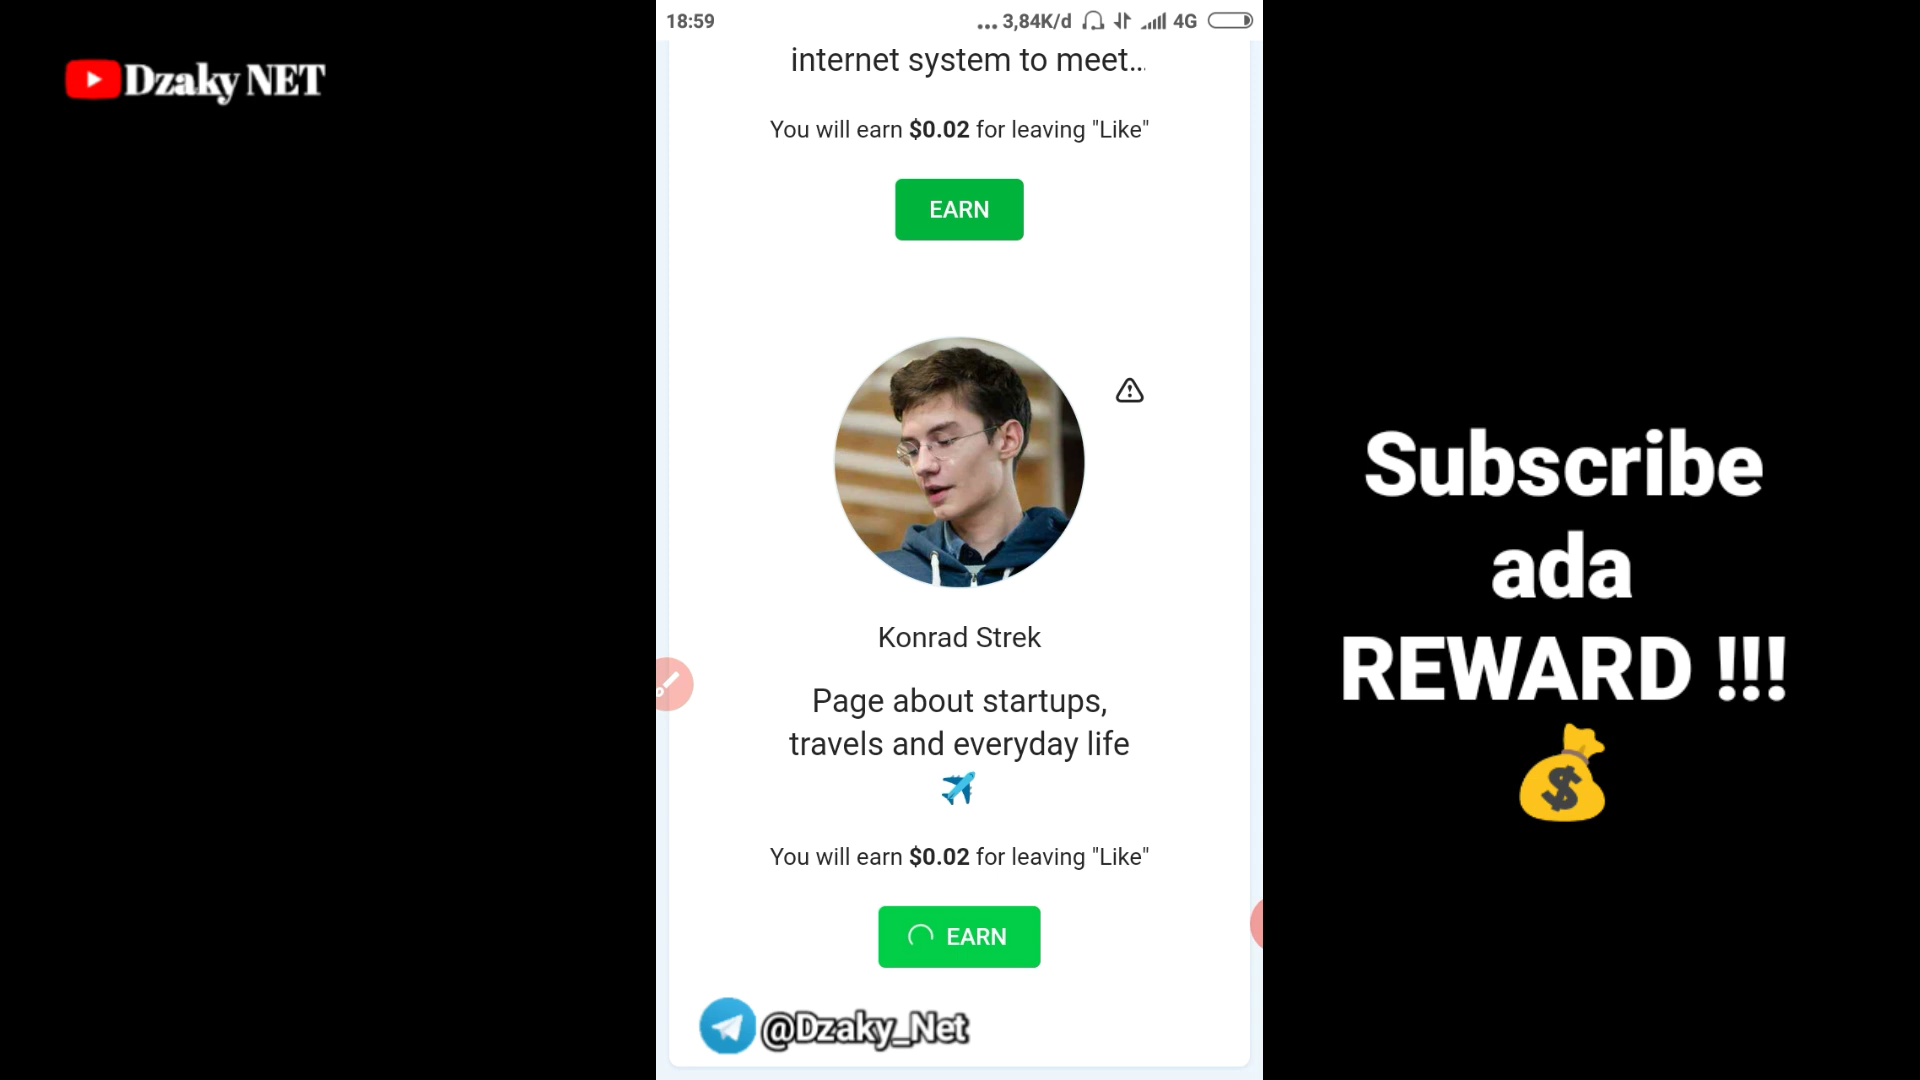 Dzaky NET
18:59
... 3,84K/d 4G
internet system to meet...
You will earn $0.02 for leaving "Like"
EARN
Konrad Strek
Page about startups,
travels and everyday life
✈️
You will earn $0.02 for leaving "Like"
EARN
@Dzaky_Net
Subscribe
ada
REWARD !!!
💰